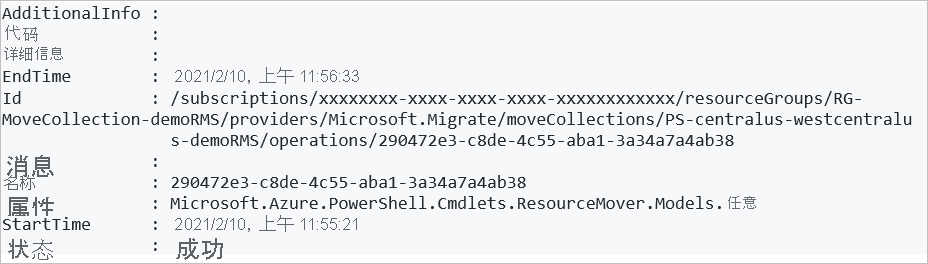 AdditionalInfo :
代码 :
详细信息 :
EndTime : 2021/2/10, 上午 11:56:33
Id : /subscriptions/xxxxxxxx-xxxx-xxxx-xxxx-xxxxxxxxxxxx/resourceGroups/RG-
MoveCollection-demoRMS/providers/Microsoft.Migrate/moveCollections/PS-centralus-westcentralu
s-demoRMS/operations/290472e3-c8de-4c55-aba1-3a34a7a4ab38
消息 :
名称 : 290472e3-c8de-4c55-aba1-3a34a7a4ab38
属性 : Microsoft.Azure.PowerShell.Cmdlets.ResourceMover.Models.任意
StartTime : 2021/2/10, 上午 11:55:21
状态 : 成功